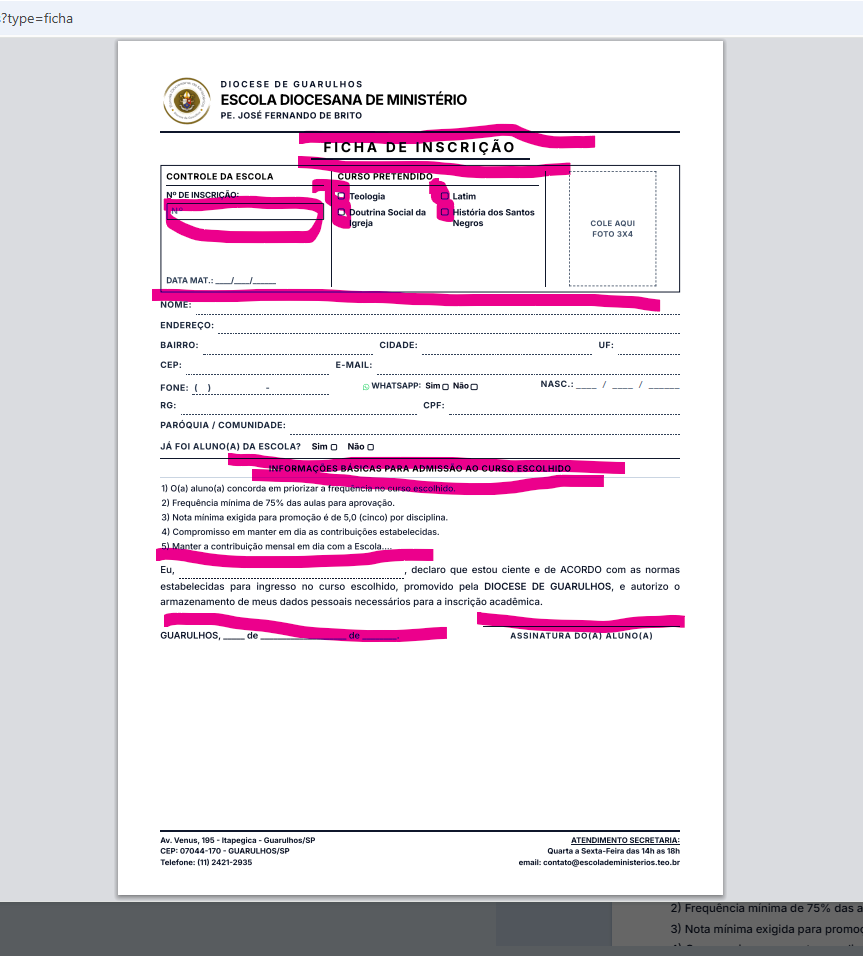 ?type=ficha
DIOCESE DE GUARULHOS
ESCOLA DIOCESANA DE MINISTÉRIO
PE. JOSÉ FERNANDO DE BRITO
FICHA DE INSCRIÇÃO
CONTROLE DA ESCOLA
Nº DE INSCRIÇÃO:
Nº
DATA MAT.: ___/___/_____
CURSO PRETENDIDO
Teologia
Latim
Doutrina Social da
Igreja
História dos Santos
Negros
COLE AQUI
FOTO 3X4
NOME:
ENDEREÇO:
BAIRRO: CIDADE: UF:
CEP: E-MAIL:
FONE: ( ) - WHATSAPP: Sim Não NASC.: ____ / ____ / ______
RG: CPF:
PARÓQUIA / COMUNIDADE:
JÁ FOI ALUNO(A) DA ESCOLA? Sim Não
INFORMAÇÕES BÁSICAS PARA ADMISSÃO AO CURSO ESCOLHIDO
1) O(a) aluno(a) concorda em priorizar a frequência no curso escolhido.
2) Frequência mínima de 75% das aulas para aprovação.
3) Nota mínima exigida para promoção é de 5,0 (cinco) por disciplina.
4) Compromisso em manter em dia as contribuições estabelecidas.
5) Manter a contribuição mensal em dia com a Escola....
Eu, , declaro que estou ciente e de ACORDO com as normas
estabelecidas para ingresso no curso escolhido, promovido pela DIOCESE DE GUARULHOS, e autorizo o
armazenamento de meus dados pessoais necessários para a inscrição acadêmica.
GUARULHOS, ____ de ________________ de _______.
ASSINATURA DO(A) ALUNO(A)
Av. Venus, 195 - Itapegica - Guarulhos/SP
CEP: 07044-170 - GUARULHOS/SP
Telefone: (11) 2421-2935
ATENDIMENTO SECRETARIA:
Quarta a Sexta-Feira das 14h as 18h
email: contato@escoladeministerios.teo.br
2) Frequência mínima de 75% das a
3) Nota mínima exigida para promo